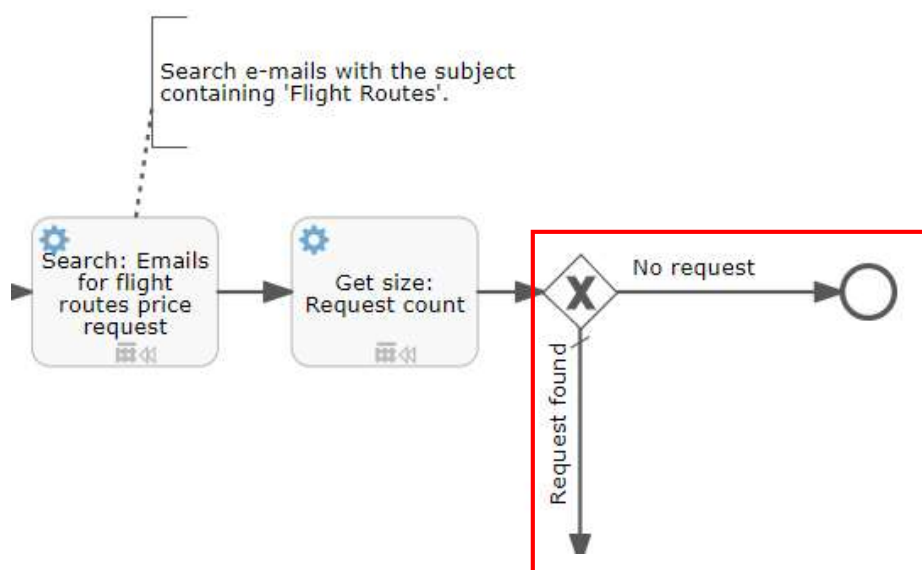 Search e-mails with the subject
containing 'Flight Routes'.
Search: Emails
for flight
routes price
request
Get size:
Request count
No request
Request found